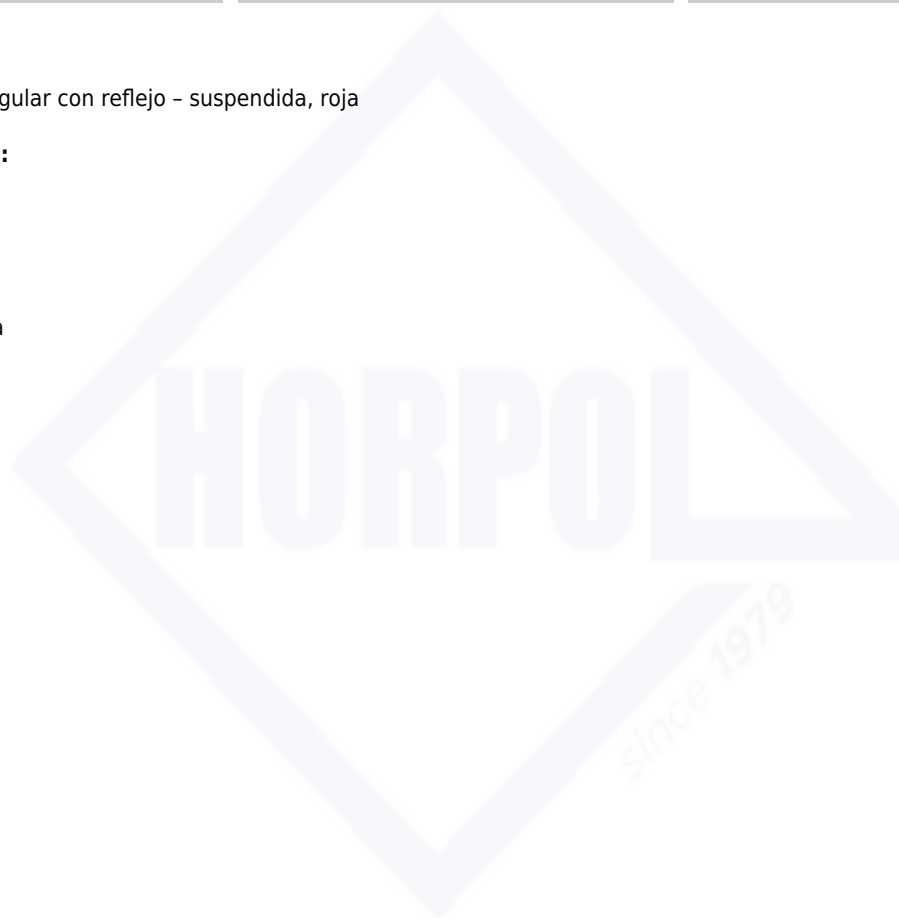 gular con reflejo – suspendida, roja
:
a
HORPOL
since 1979